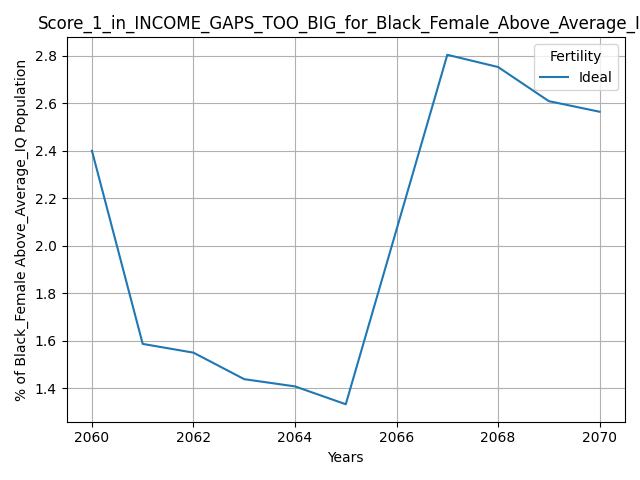 Score_1_in_INCOME_GAPS_TOO_BIG_for_Black_Female_Above_Average_I
Fertility
Ideal
% of Black_Female Above_Average_IQ Population
2.8
2.6
2.4
2.2
2.0
1.8
1.6
1.4
2060 2062 2064 2066 2068 2070
Years